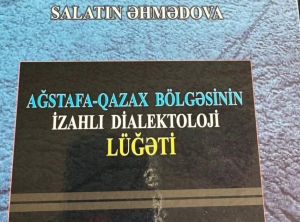 SALATIN ƏHMƏDOVA
AĞSTAFA-QAZAX BÖLGƏSİNİN
İZAHLI DİALEKTOLOJİ
LÜĞƏTİ